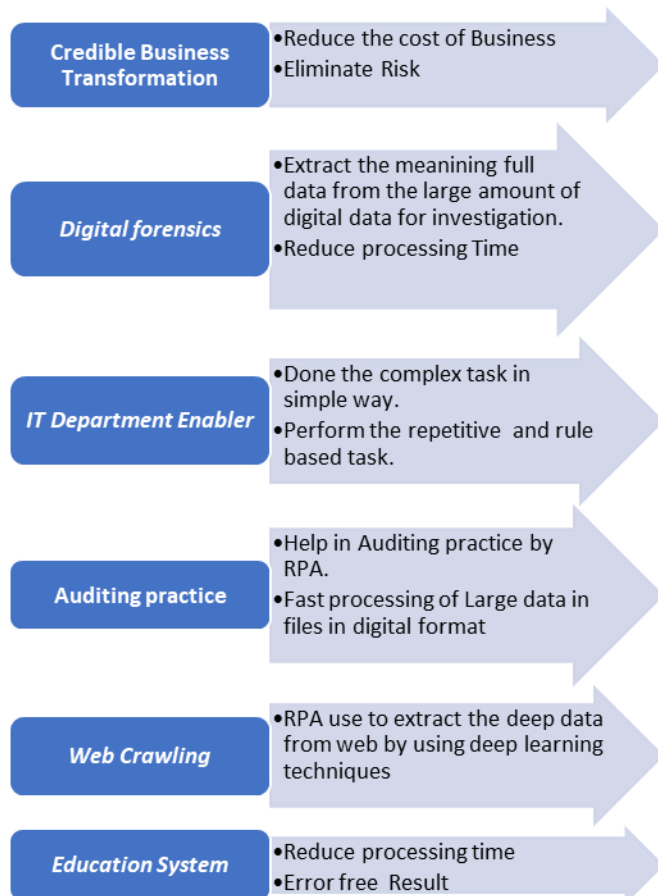 Credible Business
Transformation
•Reduce the cost of Business
•Eliminate Risk
Digital forensics
•Extract the meanining full
data from the large amount of
digital data for investigation.
•Reduce processing Time
IT Department Enabler
•Done the complex task in
simple way.
•Perform the repetitive and rule
based task.
Auditing practice
•Help in Auditing practice by
RPA.
•Fast processing of Large data in
files in digital format
Web Crawling
•RPA use to extract the deep data
from web by using deep learning
techniques
Education System
•Reduce processing time
•Error free Result